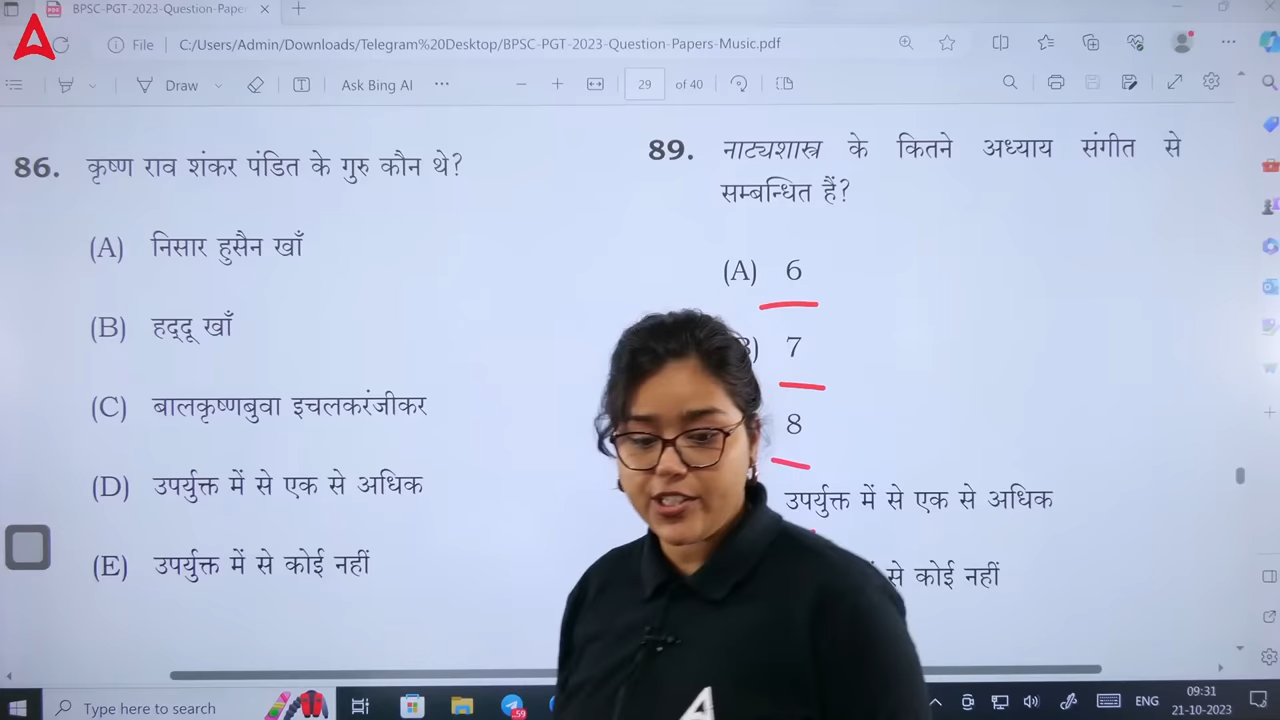 BPSC-PGT-2023-Question-Pape
File
C:/Users/Admin/Downloads/Telegram%20Desktop/BPSC-PGT-2023-Question-Papers-Music.pdf
Draw
Ask Bing AI
29
of 40
86. कृष्ण राव शंकर पंडित के गुरु कौन थे?
(A) निसार हुसैन खाँ
(B) हद्दू खाँ
(C) बालकृष्णबुवा इचलकरंजीकर
(D) उपर्युक्त में से एक से अधिक
(E) उपर्युक्त में से कोई नहीं
89. नाट्यशास्त्र के कितने अध्याय संगीत से
सम्बन्धित हैं?
(A) 6
7
8
उपर्युक्त में से एक से अधिक
से कोई नहीं
Type here to search
59
ENG
09:31
21-10-2023